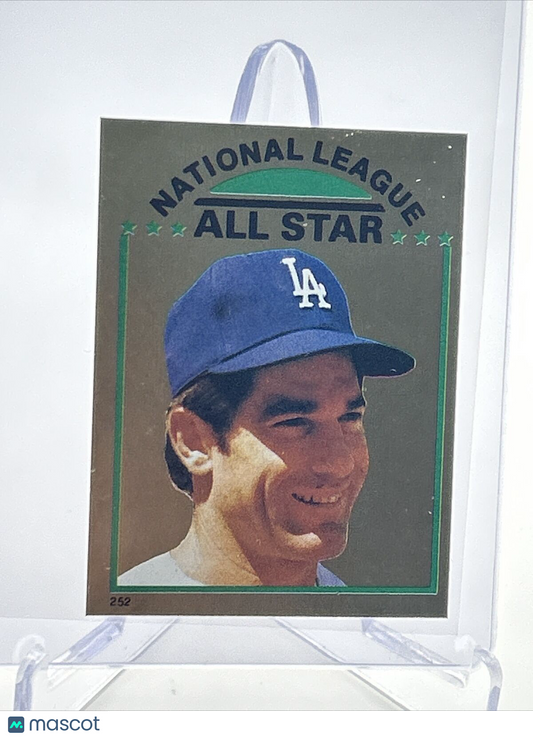 NATIONAL LEAGUE
ALL STAR
LA
252
mascot